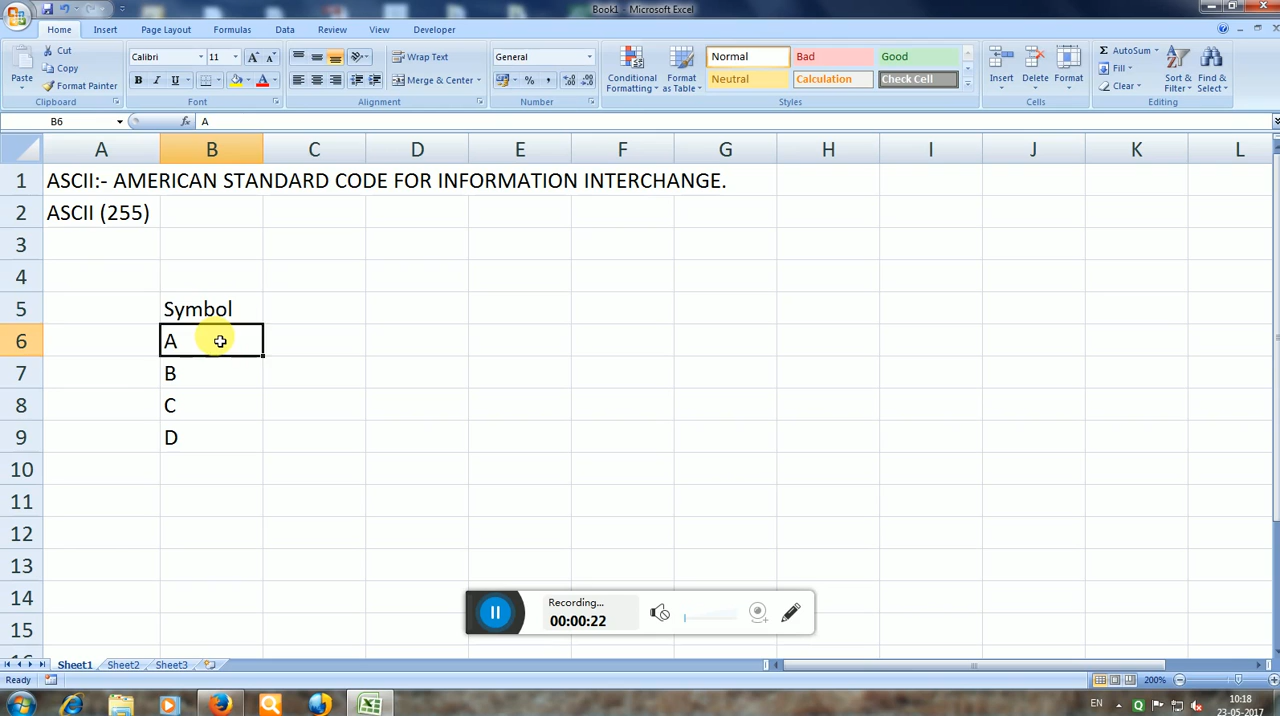 Book1 - Microsoft Excel
Home Insert Page Layout Formulas Data Review View Developer
Cut
Copy
Format Painter
Paste
Clipboard
Calibri 11
B I U
Font
Wrap Text
Merge & Center
Alignment
General
%
Number
Conditional Formatting
Format as Table
Normal Bad Good
Neutral Calculation Check Cell
Styles
Insert Delete Format
Cells
AutoSum
Fill
Clear
Sort & Filter
Find & Select
Editing
B6 fx A
A B C D E F G H I J K L
1 ASCII:- AMERICAN STANDARD CODE FOR INFORMATION INTERCHANGE.
2 ASCII (255)
3
4
5 Symbol
6 A
7 B
8 C
9 D
10
11
12
13
14
15
Recording...
00:00:22
Sheet1 Sheet2 Sheet3
Ready 200%
EN 10:18
23-05-2017